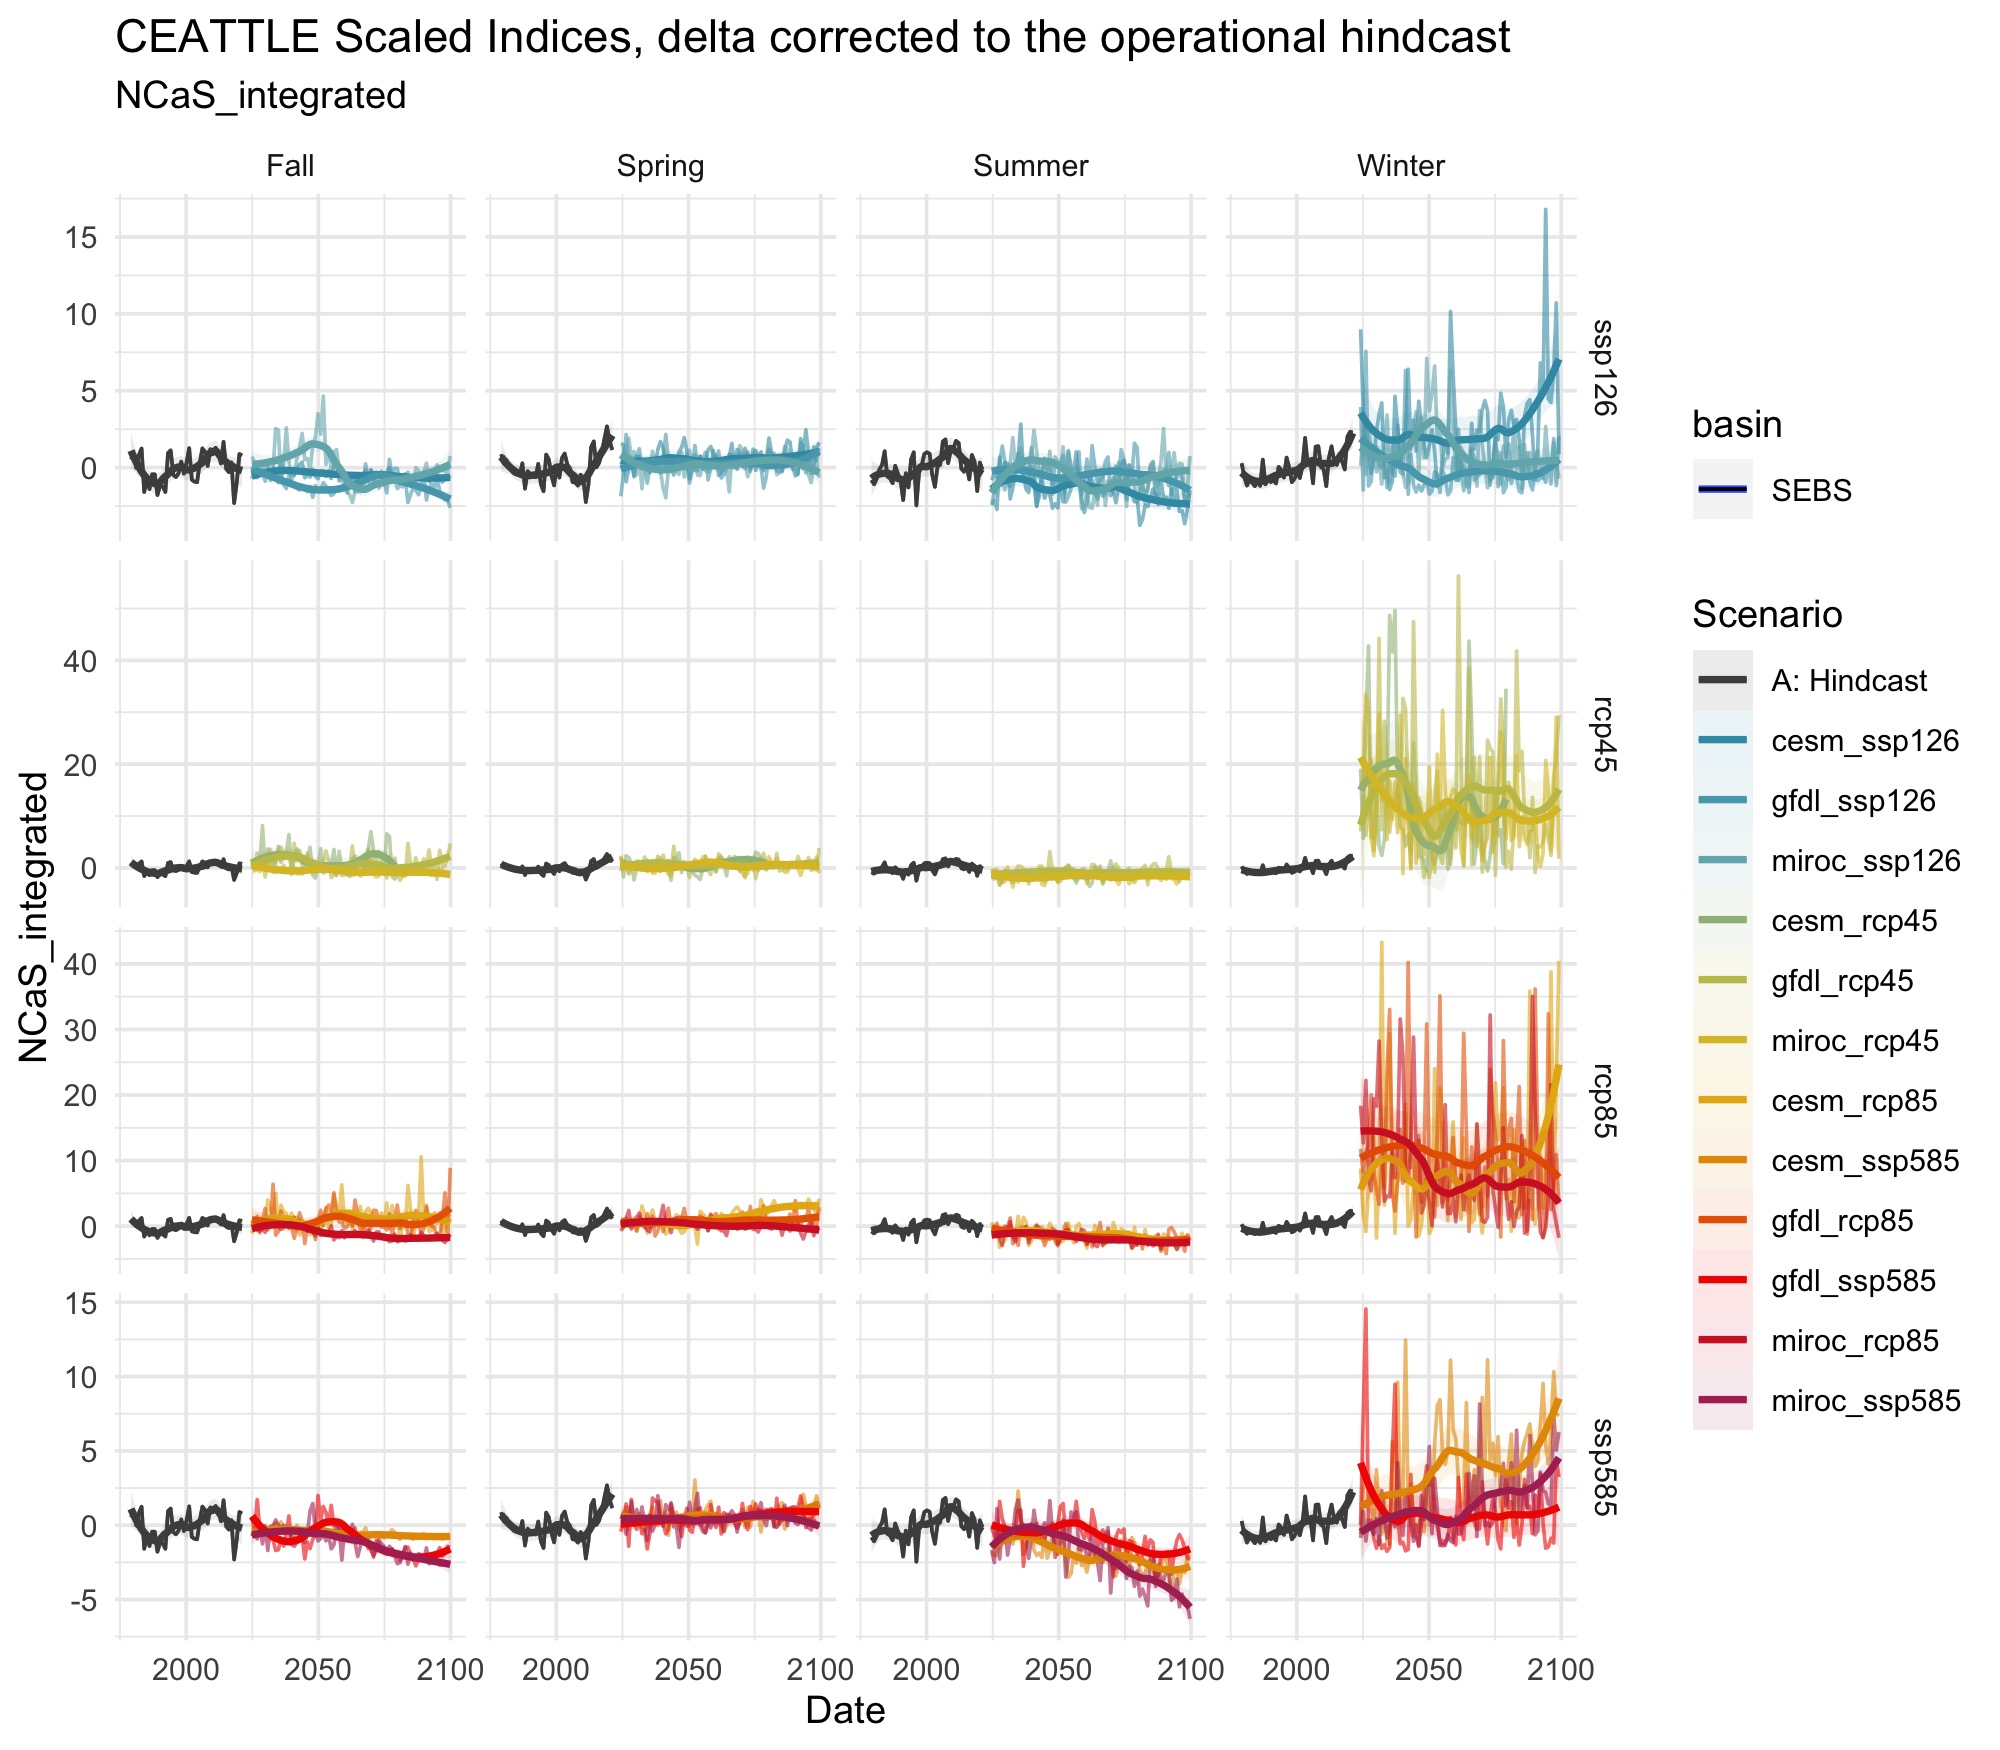 CEATTLE Scaled Indices, delta corrected to the operational hindcast
NCaS_integrated
Fall
Spring
Summer
Winter
15
10
5
0
ssp126
40
20
0
rcp45
40
30
20
10
0
rcp85
15
10
5
0
-5
ssp585
NCaS_integrated
2000
2050
2100
2000
2050
2100
2000
2050
2100
2000
2050
2100
Date
basin
SEBS
Scenario
A: Hindcast
cesm_ssp126
gfdl_ssp126
miroc_ssp126
cesm_rcp45
gfdl_rcp45
miroc_rcp45
cesm_rcp85
cesm_ssp585
gfdl_rcp85
gfdl_ssp585
miroc_rcp85
miroc_ssp585